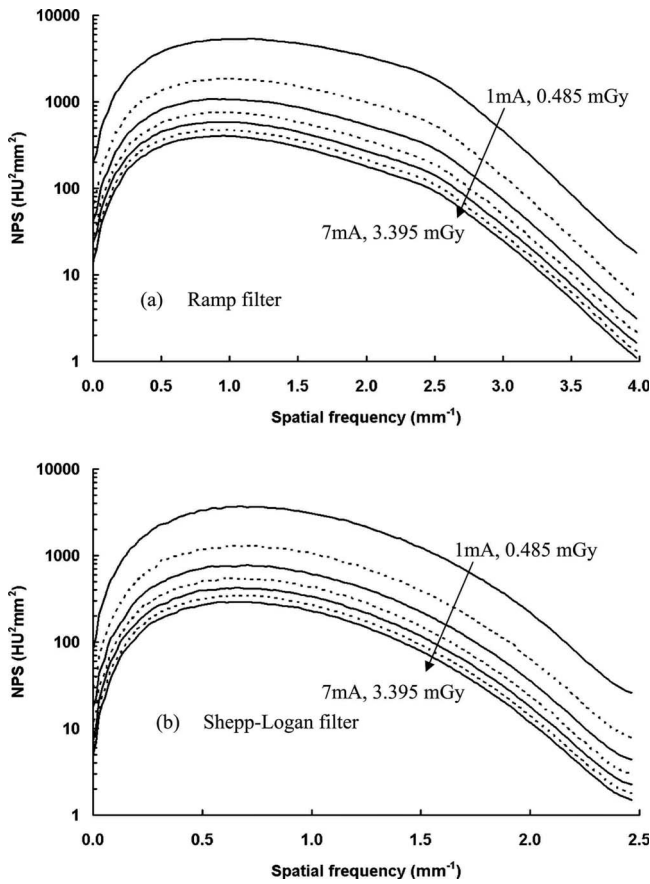 10000
1000
100
10
1
NPS (HU²mm²)
1mA, 0.485 mGy
7mA, 3.395 mGy
(a) Ramp filter
0.0 0.5 1.0 1.5 2.0 2.5 3.0 3.5 4.0
Spatial frequency (mm⁻¹)
10000
1000
100
10
1
NPS (HU²mm²)
1mA, 0.485 mGy
7mA, 3.395 mGy
(b) Shepp-Logan filter
0.0 0.5 1.0 1.5 2.0 2.5
Spatial frequency (mm⁻¹)